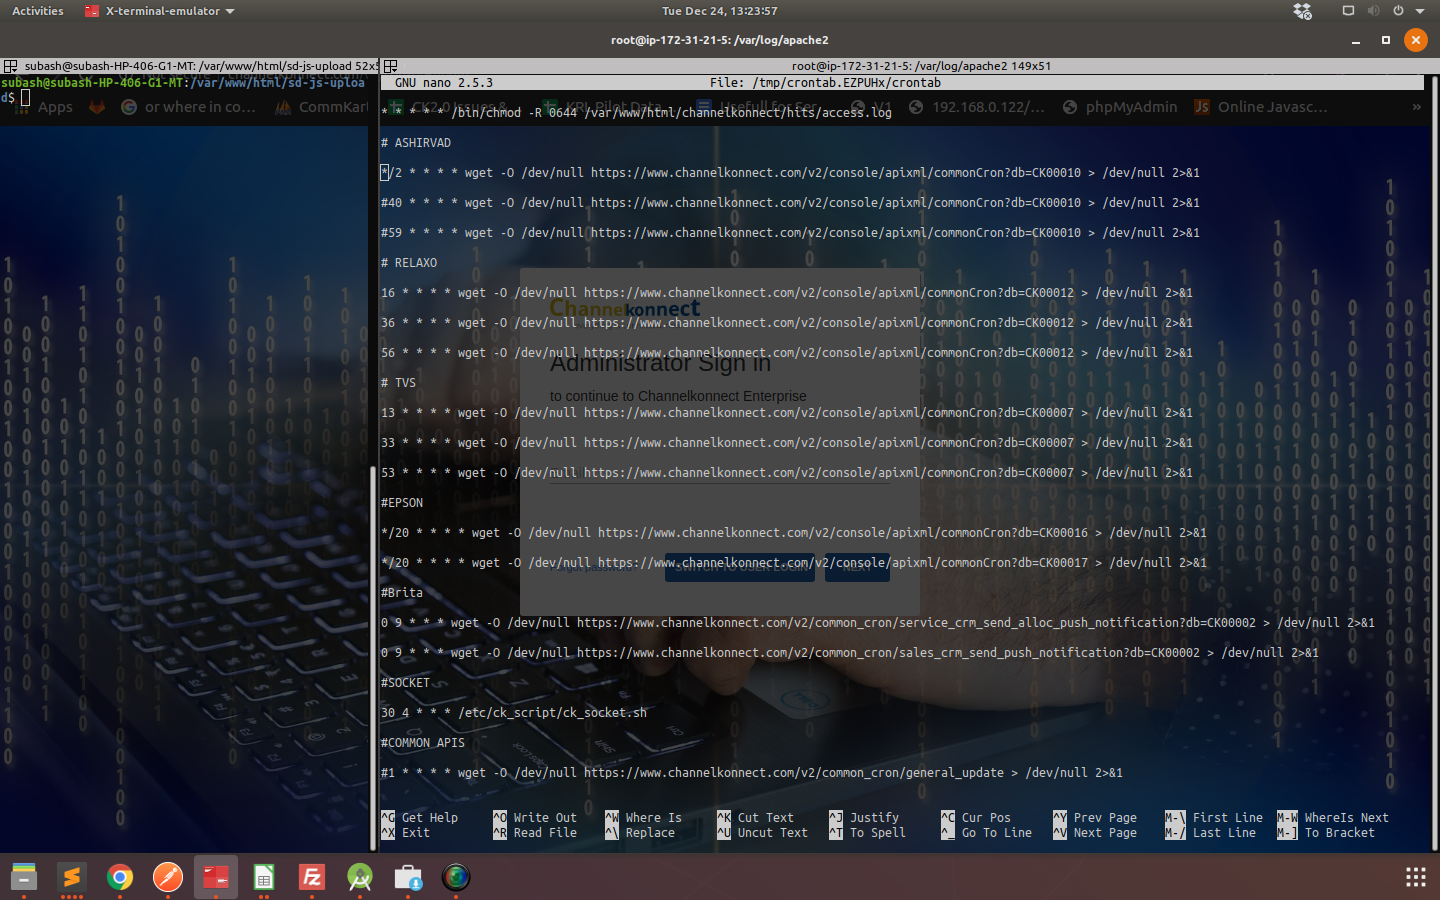 Activities X-terminal-emulator Tue Dec 24, 13:23:57
root@ip-172-31-21-5: /var/log/apache2
subash@subash-HP-406-G1-MT: /var/www/html/sd-js-upload 52x5
root@ip-172-31-21-5: /var/log/apache2 149x51
subash@subash-HP-406-G1-MT:/var/www/html/sd-js-uploa
d$
Apps or where in co... CommKar CK2.0 Issues & KRL Pilot Data Usefull for Ser V1 192.168.0.122/... phpMyAdmin Online Javasc... »
GNU nano 2.5.3 File: /tmp/crontab.EZPUHx/crontab
* * * * * /bin/chmod -R 0644 /var/www/html/channelkonnect/hits/access.log
# ASHIRVAD
*/2 * * * * wget -O /dev/null https://www.channelkonnect.com/v2/console/apixml/commonCron?db=CK00010 > /dev/null 2>&1
#40 * * * * wget -O /dev/null https://www.channelkonnect.com/v2/console/apixml/commonCron?db=CK00010 > /dev/null 2>&1
#59 * * * * wget -O /dev/null https://www.channelkonnect.com/v2/console/apixml/commonCron?db=CK00010 > /dev/null 2>&1
# RELAXO
16 * * * * wget -O /dev/null https://www.channelkonnect.com/v2/console/apixml/commonCron?db=CK00012 > /dev/null 2>&1
Channelkonnect
36 * * * * wget -O /dev/null https://www.channelkonnect.com/v2/console/apixml/commonCron?db=CK00012 > /dev/null 2>&1
56 * * * * wget -O /dev/null https://www.channelkonnect.com/v2/console/apixml/commonCron?db=CK00012 > /dev/null 2>&1
Administrator Sign in
# TVS
to continue to Channelkonnect Enterprise
13 * * * * wget -O /dev/null https://www.channelkonnect.com/v2/console/apixml/commonCron?db=CK00007 > /dev/null 2>&1
33 * * * * wget -O /dev/null https://www.channelkonnect.com/v2/console/apixml/commonCron?db=CK00007 > /dev/null 2>&1
53 * * * * wget -O /dev/null https://www.channelkonnect.com/v2/console/apixml/commonCron?db=CK00007 > /dev/null 2>&1
#EPSON
*/20 * * * * wget -O /dev/null https://www.channelkonnect.com/v2/console/apixml/commonCron?db=CK00016 > /dev/null 2>&1
*/20 * * * * wget -O /dev/null https://www.channelkonnect.com/v2/console/apixml/commonCron?db=CK00017 > /dev/null 2>&1
SWITCH TO USER LOGIN NEXT
#Brita
0 9 * * * wget -O /dev/null https://www.channelkonnect.com/v2/common_cron/service_crm_send_alloc_push_notification?db=CK00002 > /dev/null 2>&1
0 9 * * * wget -O /dev/null https://www.channelkonnect.com/v2/common_cron/sales_crm_send_push_notification?db=CK00002 > /dev/null 2>&1
#SOCKET
30 4 * * * /etc/ck_script/ck_socket.sh
#COMMON APIS
#1 * * * * wget -O /dev/null https://www.channelkonnect.com/v2/common_cron/general_update > /dev/null 2>&1
^G Get Help ^O Write Out ^W Where Is ^K Cut Text ^J Justify ^C Cur Pos ^Y Prev Page M-\ First Line M-W WhereIs Next
^X Exit ^R Read File ^\ Replace ^U Uncut Text ^T To Spell ^_ Go To Line ^V Next Page M-/ Last Line M-] To Bracket